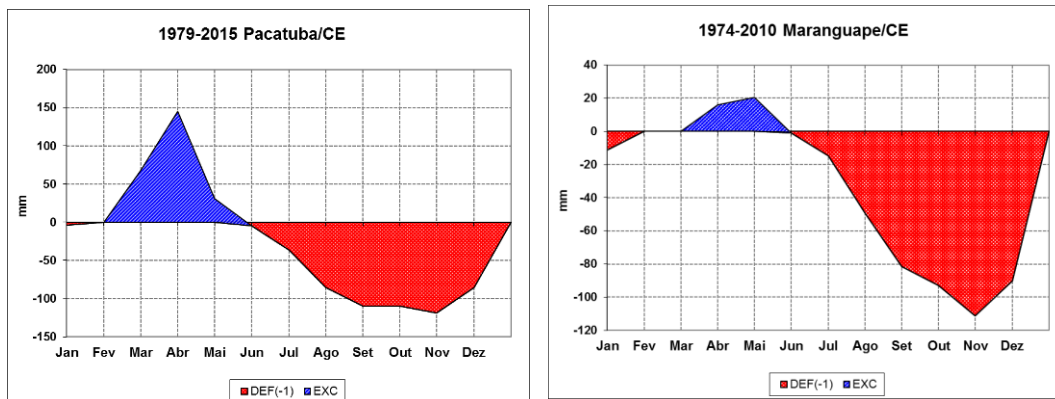 1979-2015 Pacatuba/CE
200
150
100
50
0
-50
-100
-150
mm
Jan Fev Mar Abr Mai Jun Jul Ago Set Out Nov Dez
DEF(-1) EXC
1974-2010 Maranguape/CE
40
20
0
-20
-40
-60
-80
-100
-120
mm
Jan Fev Mar Abr Mai Jun Jul Ago Set Out Nov Dez
DEF(-1) EXC